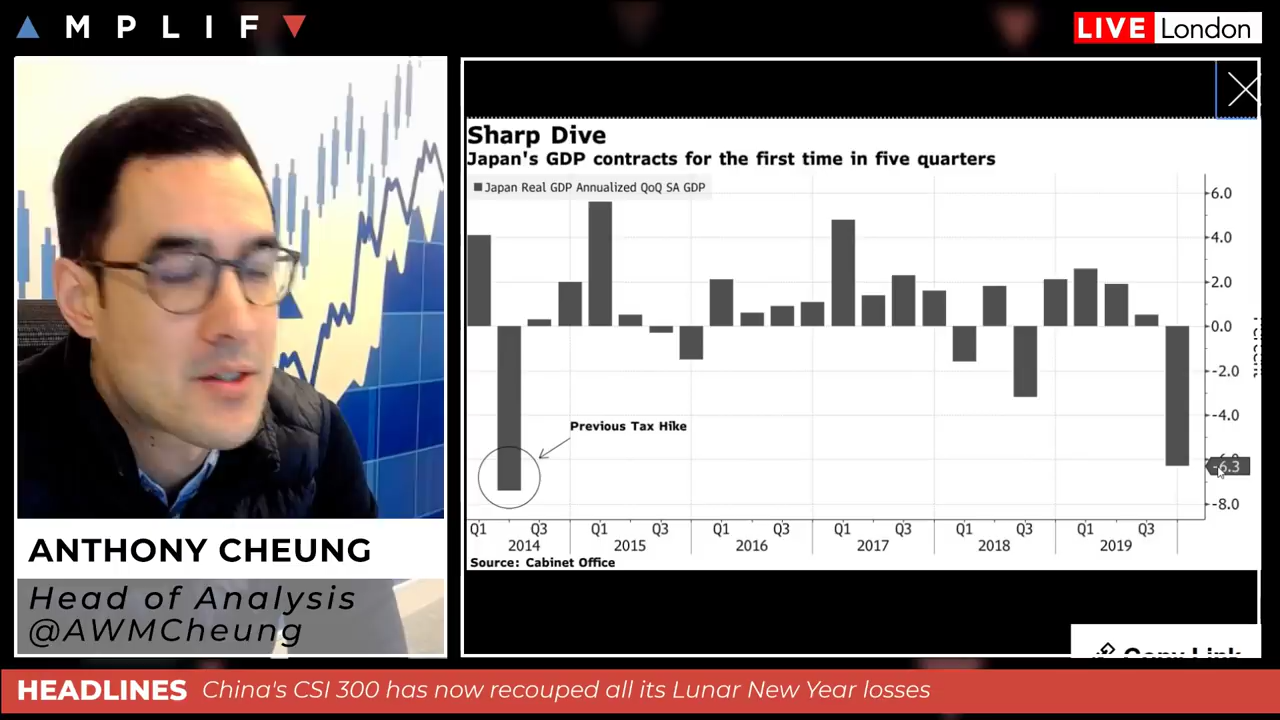 ▲ M P L I F ▼
LIVE London
Sharp Dive
Japan's GDP contracts for the first time in five quarters
Japan Real GDP Annualized QoQ SA GDP
6.0
4.0
2.0
0.0
-2.0
-4.0
-6.3
-8.0
Percent
Previous Tax Hike
Q1 Q3 Q1 Q3 Q1 Q3 Q1 Q3 Q1 Q3 Q1 Q3
2014 2015 2016 2017 2018 2019
Source: Cabinet Office
Copy Link
ANTHONY CHEUNG
Head of Analysis
@AWMCheung
HEADLINES China's CSI 300 has now recouped all its Lunar New Year losses